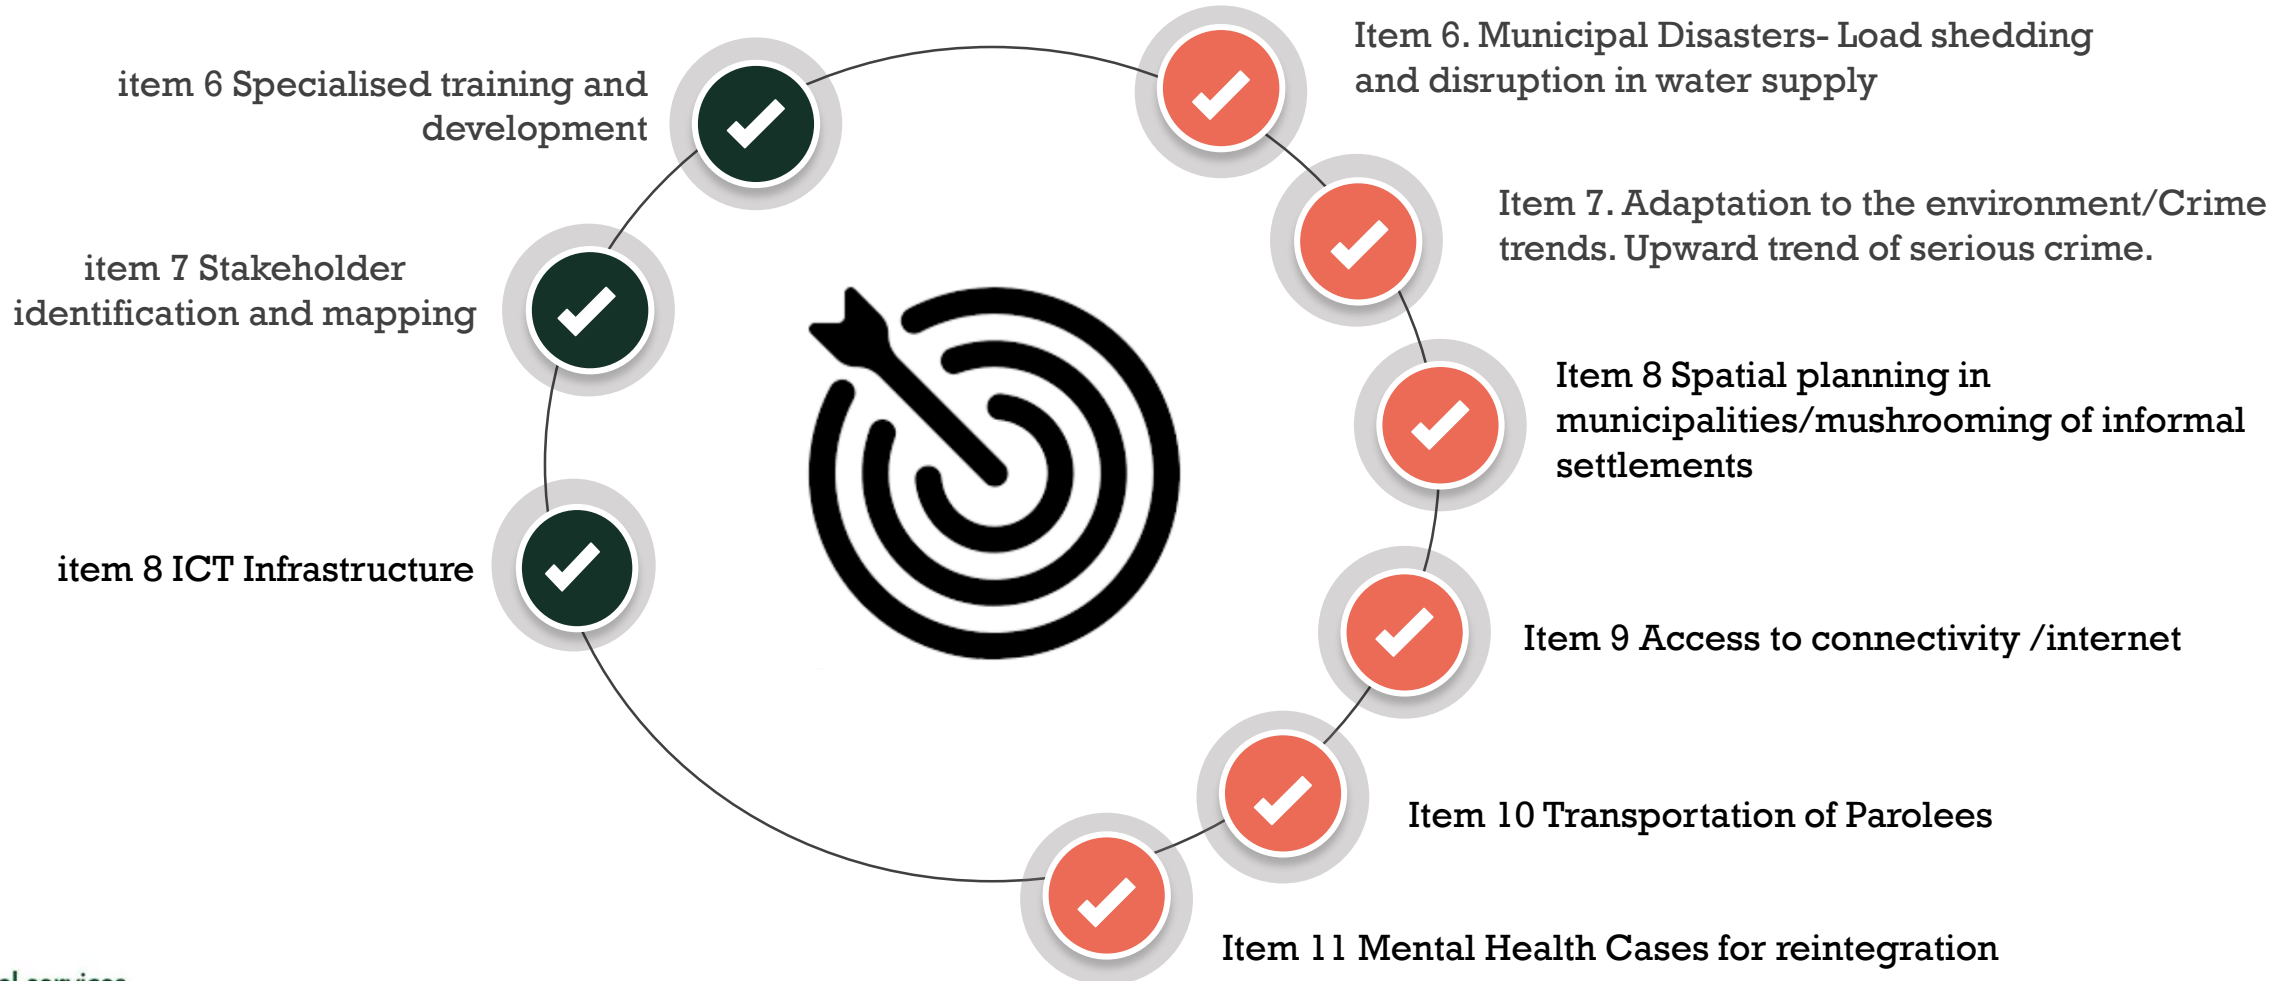 item 6 Specialised training and
development
item 7 Stakeholder
identification and mapping
item 8 ICT Infrastructure
Item 6. Municipal Disasters- Load shedding
and disruption in water supply
Item 7. Adaptation to the environment/Crime
trends. Upward trend of serious crime.
Item 8 Spatial planning in
municipalities/mushrooming of informal
settlements
Item 9 Access to connectivity /internet
Item 10 Transportation of Parolees
Item 11 Mental Health Cases for reintegration